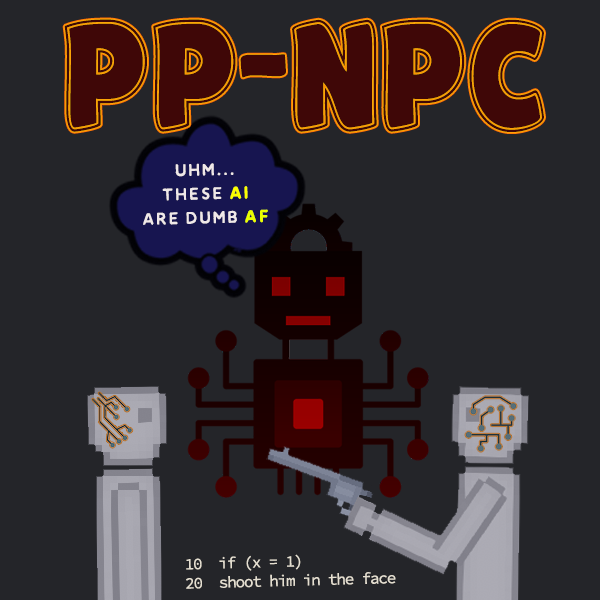 PP-NPC
UHM...
THESE AI
ARE DUMB AF
10 if (x = 1)
20 shoot him in the face